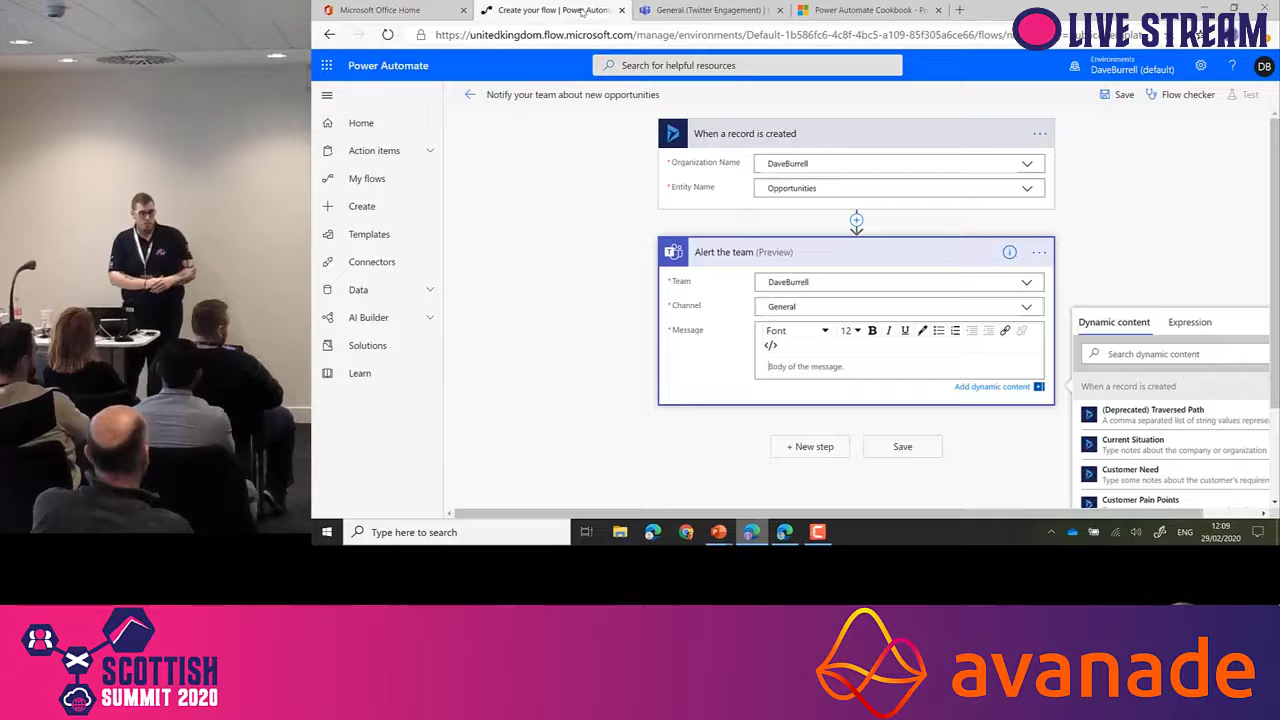 Microsoft Office Home
Create your flow | Power Autom
General (Twitter Engagement) |
Power Automate Cookbook - Po
LIVE STREAM
https://unitedkingdom.flow.microsoft.com/manage/environments/Default-1b586fc6-4c8f-4bc5-a109-85f305a6ce66/flows/n
Power Automate
Search for helpful resources
Environments
DaveBurrell (default)
DB
Notify your team about new opportunities
Save
Flow checker
Test
Home
Action items
My flows
Create
Templates
Connectors
Data
AI Builder
Solutions
Learn
When a record is created
* Organization Name
DaveBurrell
* Entity Name
Opportunities
Alert the team (Preview)
* Team
DaveBurrell
* Channel
General
* Message
Font
12
B I U
</>
Body of the message.
Add dynamic content
+ New step
Save
Dynamic content
Expression
Search dynamic content
When a record is created
(Deprecated) Traversed Path
A comma separated list of string values represe
Current Situation
Type notes about the company or organization
Customer Need
Type some notes about the customer's requirem
Customer Pain Points
Type here to search
ENG
12:09
29/02/2020
SCOTTISH
SUMMIT 2020
avanade